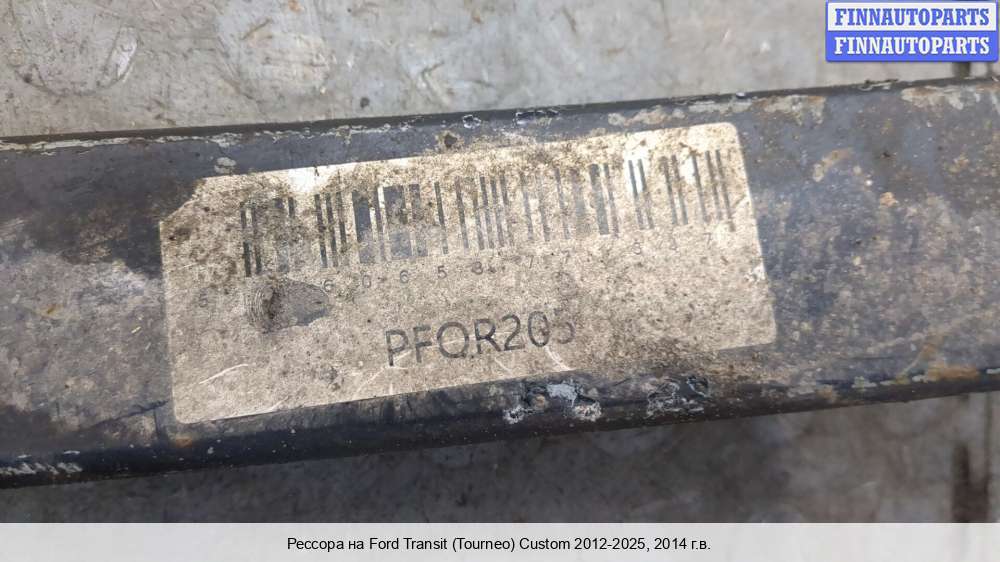 FINNAUTOPARTS
FINNAUTOPARTS
PFOR205
Рессора на Ford Transit (Tourneo) Custom 2012-2025, 2014 г.в.